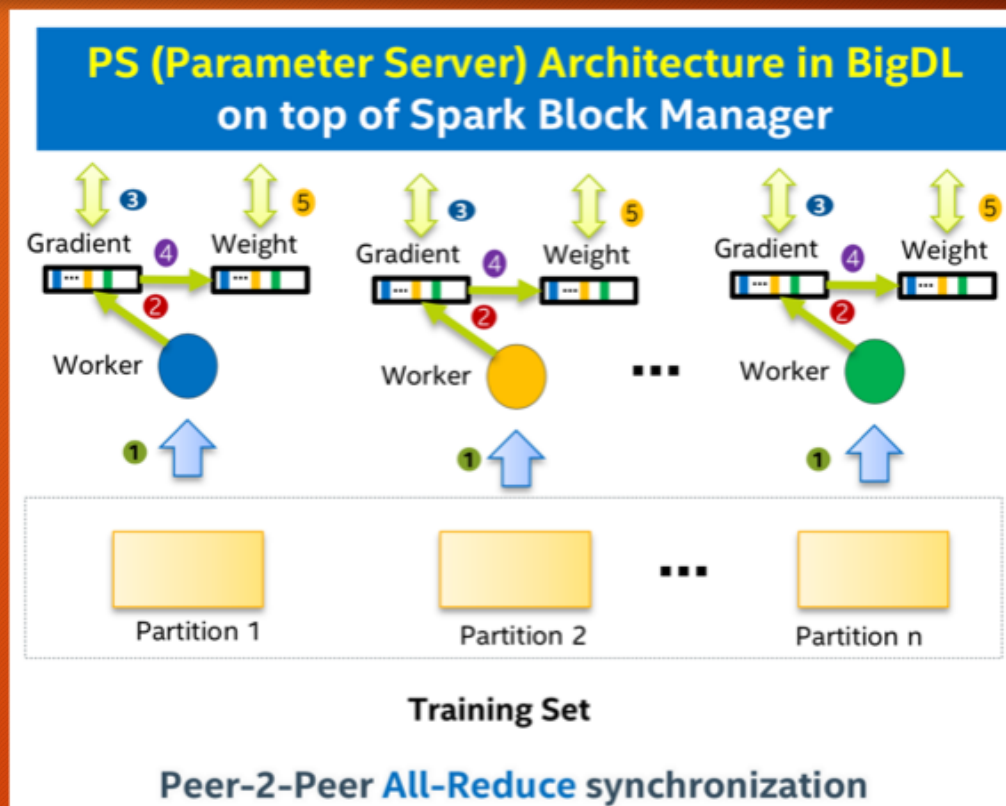 PS (Parameter Server) Architecture in BigDL
on top of Spark Block Manager
3 5 3 5 3 5
Gradient 4 Weight Gradient 4 Weight Gradient 4 Weight
... ... ... ... ... ...
2 2 2
Worker Worker ... Worker
1 1 1
...
Partition 1 Partition 2 Partition n
Training Set
Peer-2-Peer All-Reduce synchronization